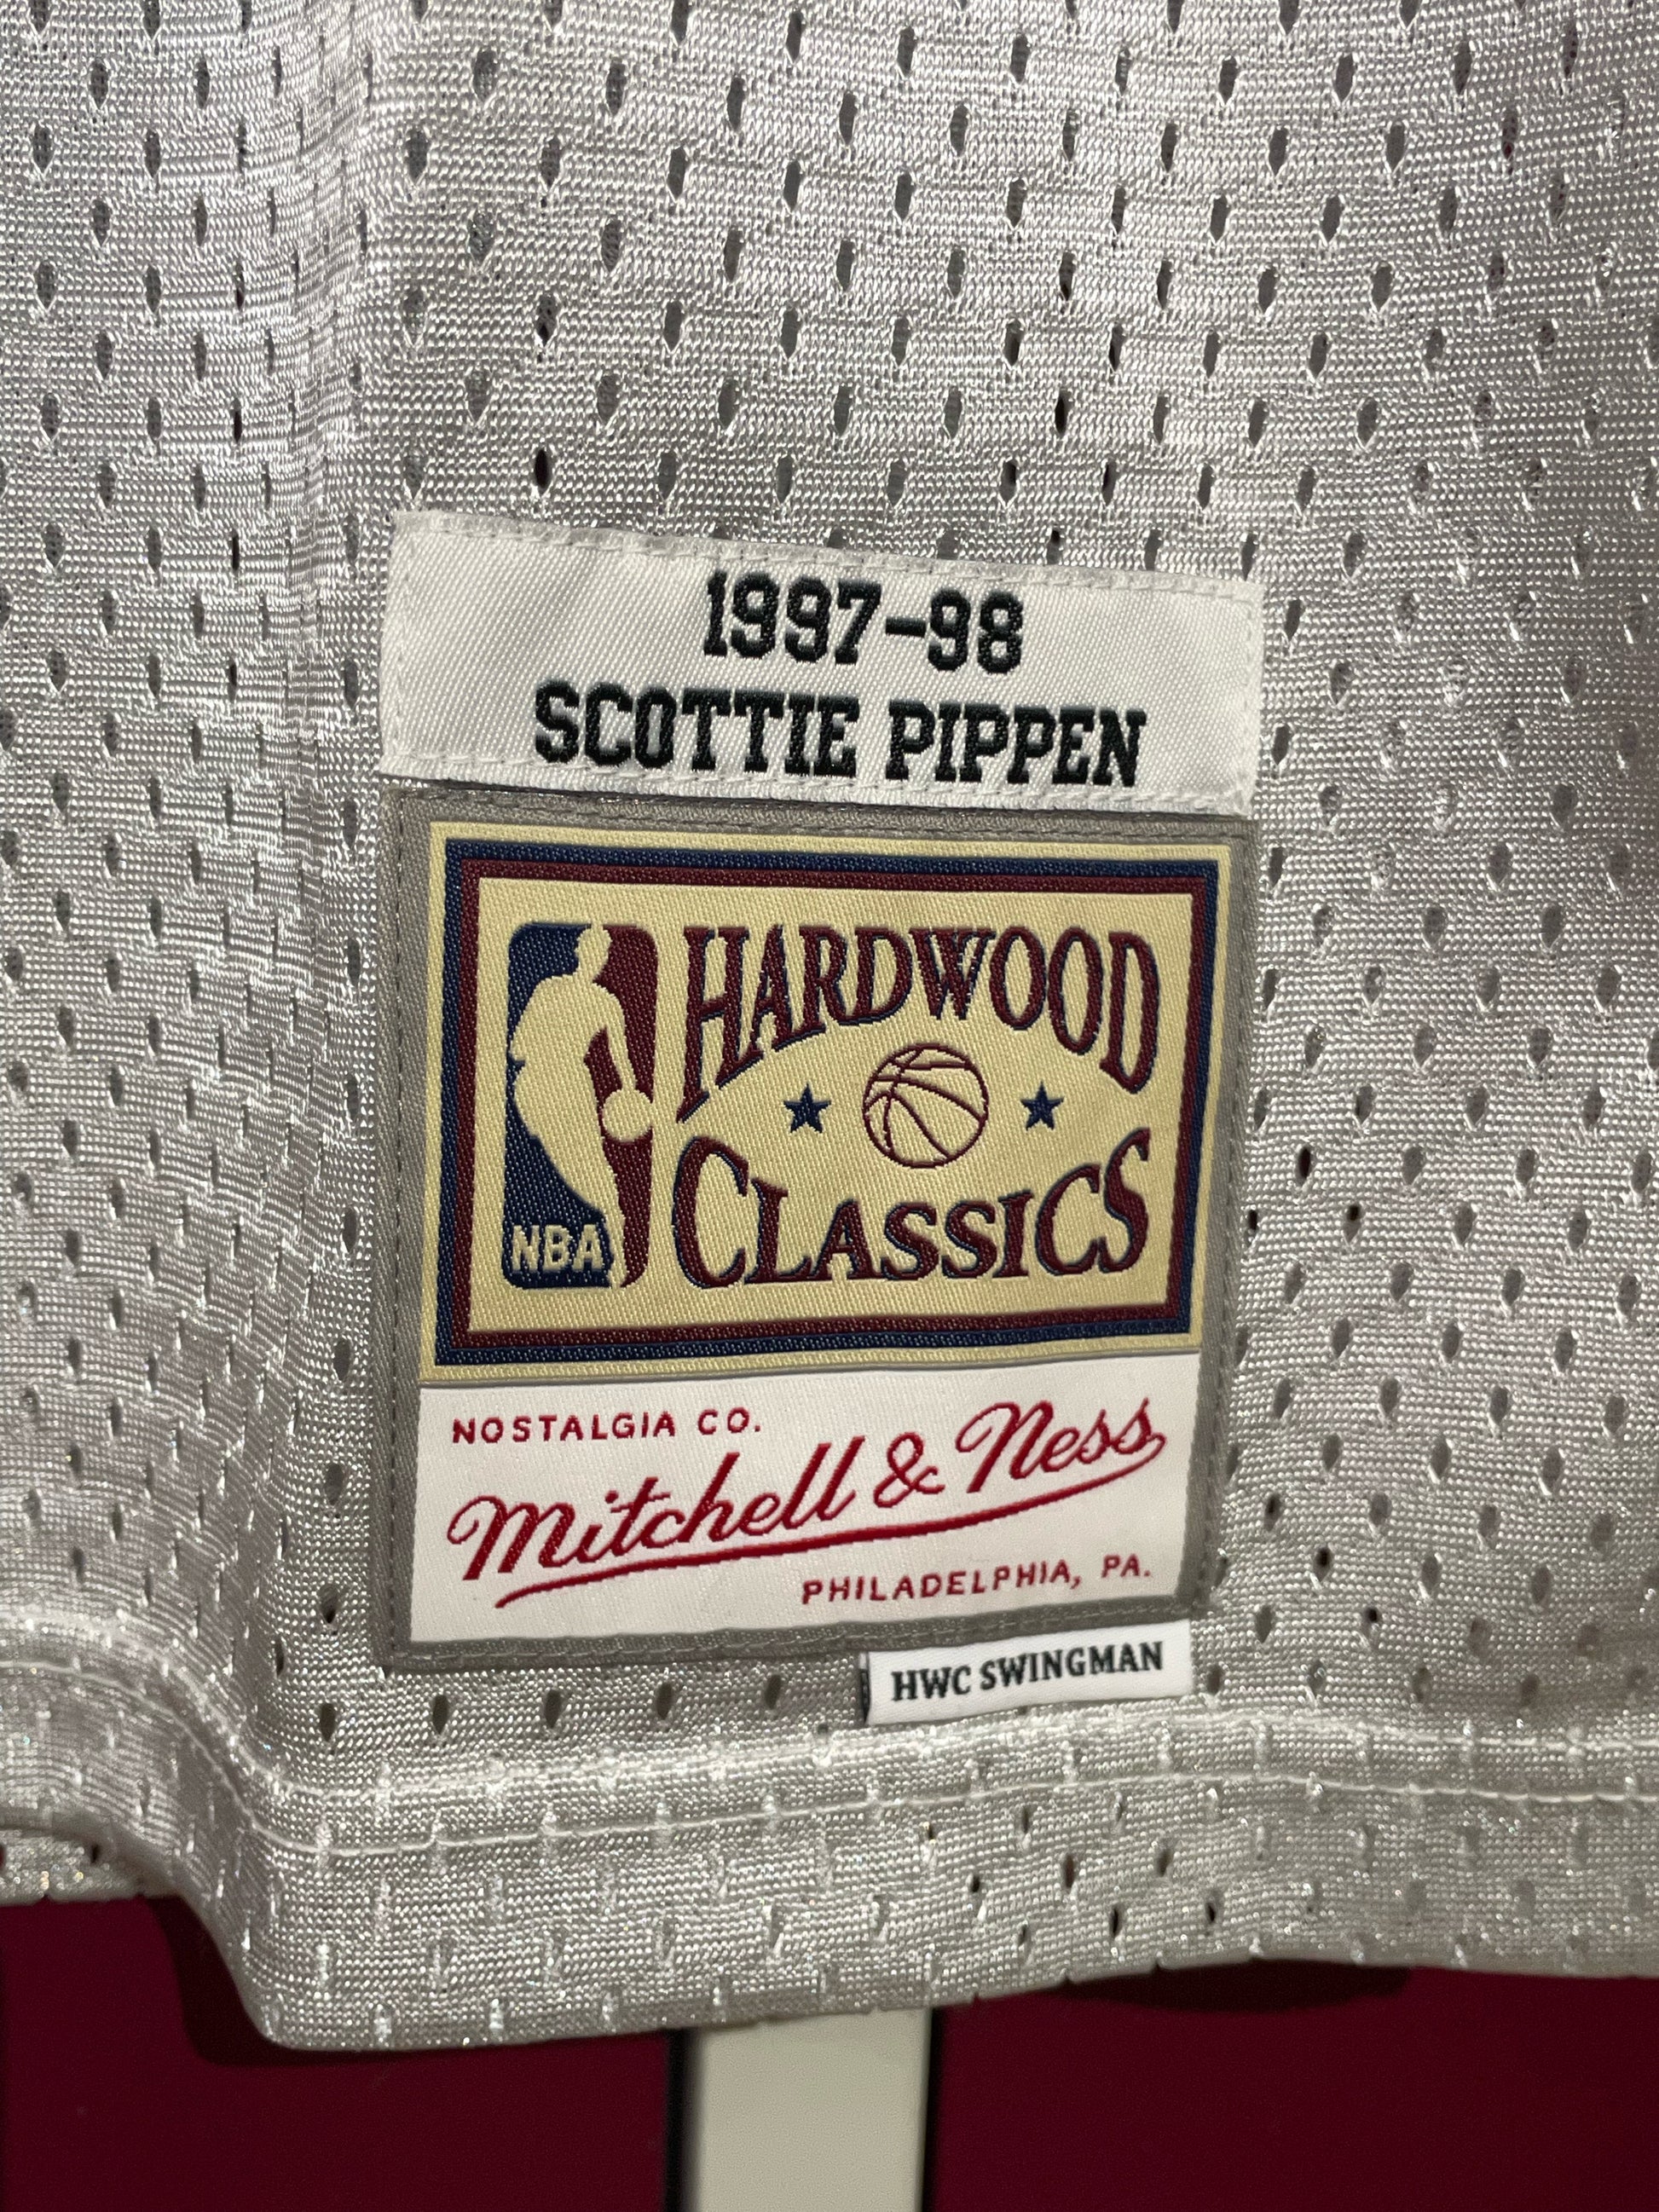 1997-98
SCOTTIE PIPPEN
HARDWOOD
CLASSICS
NBA
NOSTALGIA CO.
Mitchell & Ness
PHILADELPHIA, PA.
HWC SWINGMAN